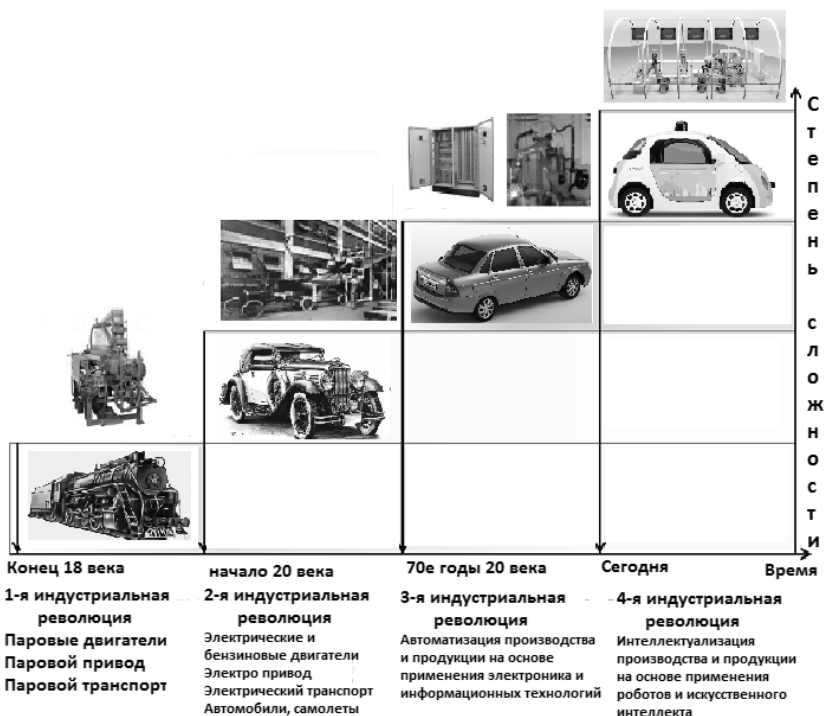 Степень сложности
Конец 18 века
начало 20 века
70е годы 20 века
Сегодня
Время
1-я индустриальная
революция
Паровые двигатели
Паровой привод
Паровой транспорт
2-я индустриальная
революция
Электрические и
бензиновые двигатели
Электро привод
Электрический транспорт
Автомобили, самолеты
3-я индустриальная
революция
Автоматизация производства
и продукции на основе
применения электроника и
информационных технологий
4-я индустриальная
революция
Интеллектуализация
производства и продукции
на основе применения
роботов и искусственного
интеллекта